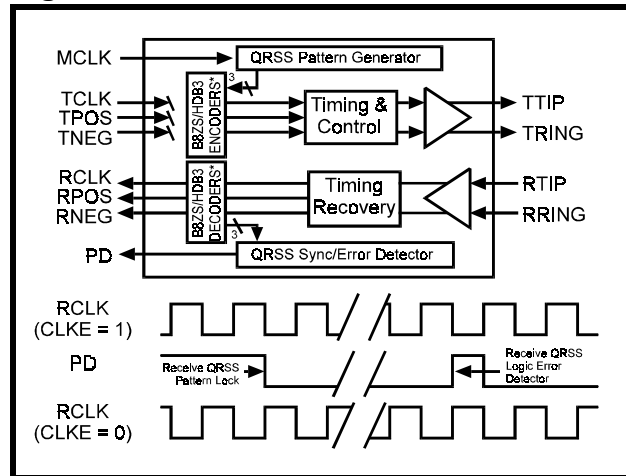 MCLK
QRSS Pattern Generator
3
TCLK
TPOS
TNEG
B8ZS/HDB3
ENCODERS*
Timing &
Control
TTIP
TRING
RCLK
RPOS
RNEG
B8ZS/HDB3
DECODERS*
Timing
Recovery
RTIP
RRING
3
PD
QRSS Sync/Error Detector
RCLK
(CLKE = 1)
PD
Receive QRSS
Pattern Lock
Receive QRSS
Logic Error
Detector
RCLK
(CLKE = 0)